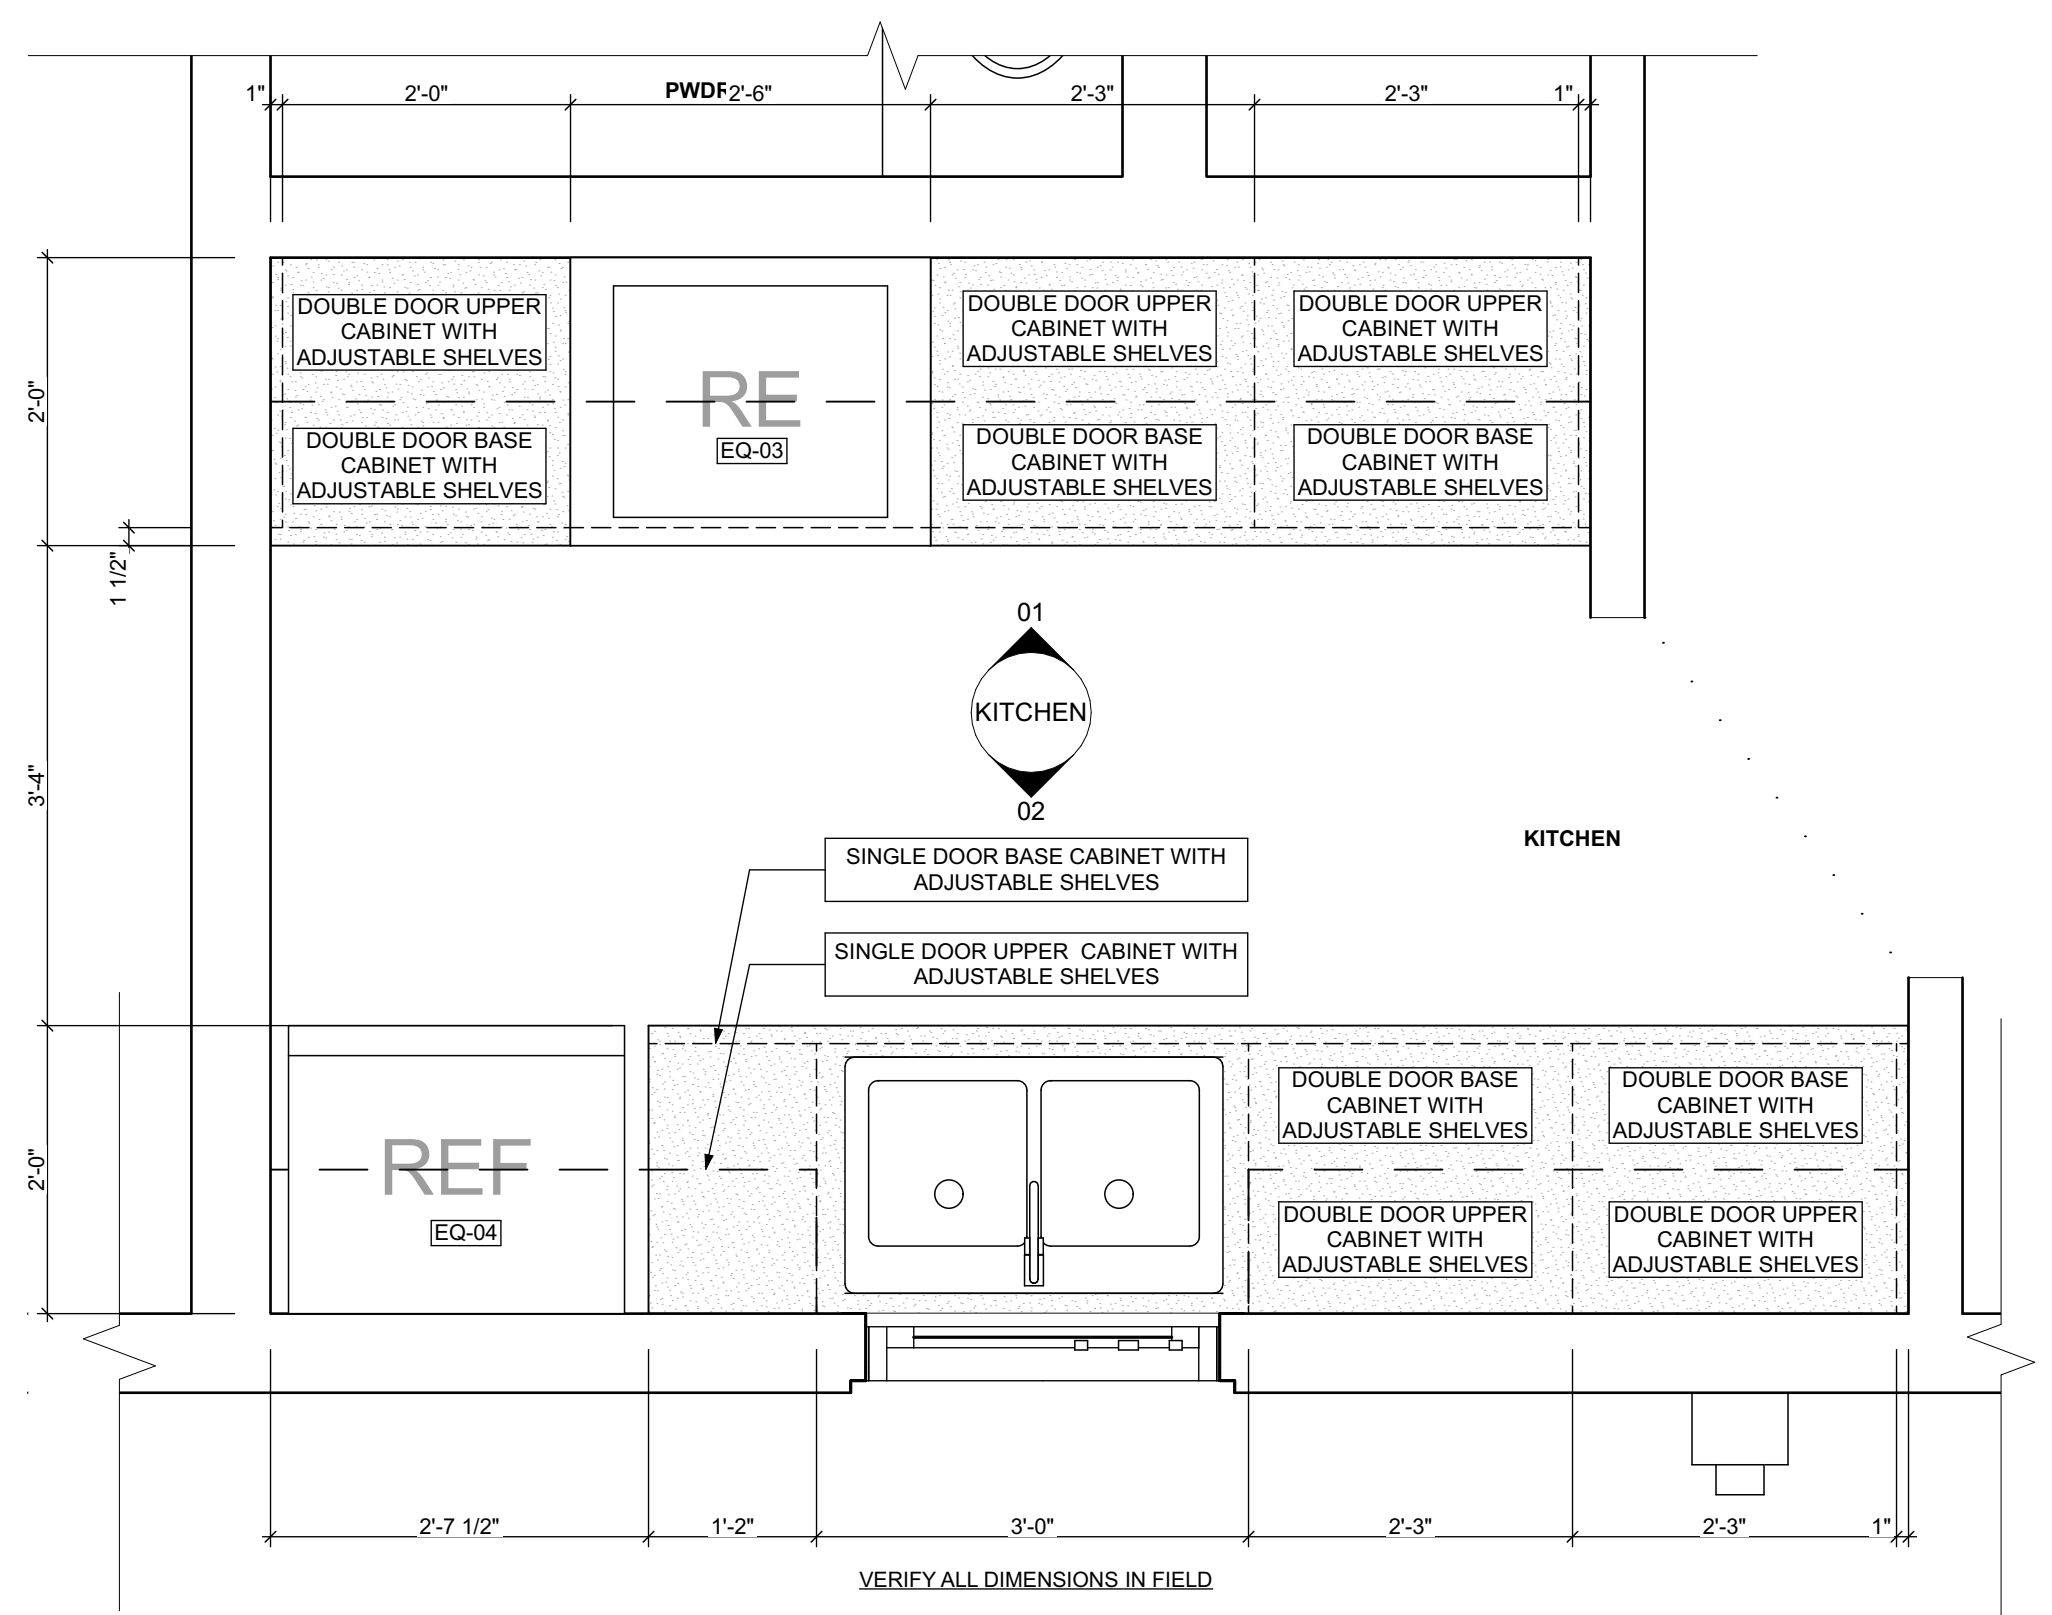 1" 2'-0" PWDR 2'-6" 2'-3" 2'-3" 1"
DOUBLE DOOR UPPER
CABINET WITH
ADJUSTABLE SHELVES
DOUBLE DOOR UPPER
CABINET WITH
ADJUSTABLE SHELVES
DOUBLE DOOR UPPER
CABINET WITH
ADJUSTABLE SHELVES
2'-0"
RE
EQ-03
DOUBLE DOOR BASE
CABINET WITH
ADJUSTABLE SHELVES
DOUBLE DOOR BASE
CABINET WITH
ADJUSTABLE SHELVES
DOUBLE DOOR BASE
CABINET WITH
ADJUSTABLE SHELVES
1 1/2"
01
KITCHEN
02
3'-4"
KITCHEN
SINGLE DOOR BASE CABINET WITH
ADJUSTABLE SHELVES
SINGLE DOOR UPPER CABINET WITH
ADJUSTABLE SHELVES
2'-0"
REF
EQ-04
DOUBLE DOOR BASE
CABINET WITH
ADJUSTABLE SHELVES
DOUBLE DOOR BASE
CABINET WITH
ADJUSTABLE SHELVES
DOUBLE DOOR UPPER
CABINET WITH
ADJUSTABLE SHELVES
DOUBLE DOOR UPPER
CABINET WITH
ADJUSTABLE SHELVES
2'-7 1/2" 1'-2" 3'-0" 2'-3" 2'-3" 1"
VERIFY ALL DIMENSIONS IN FIELD